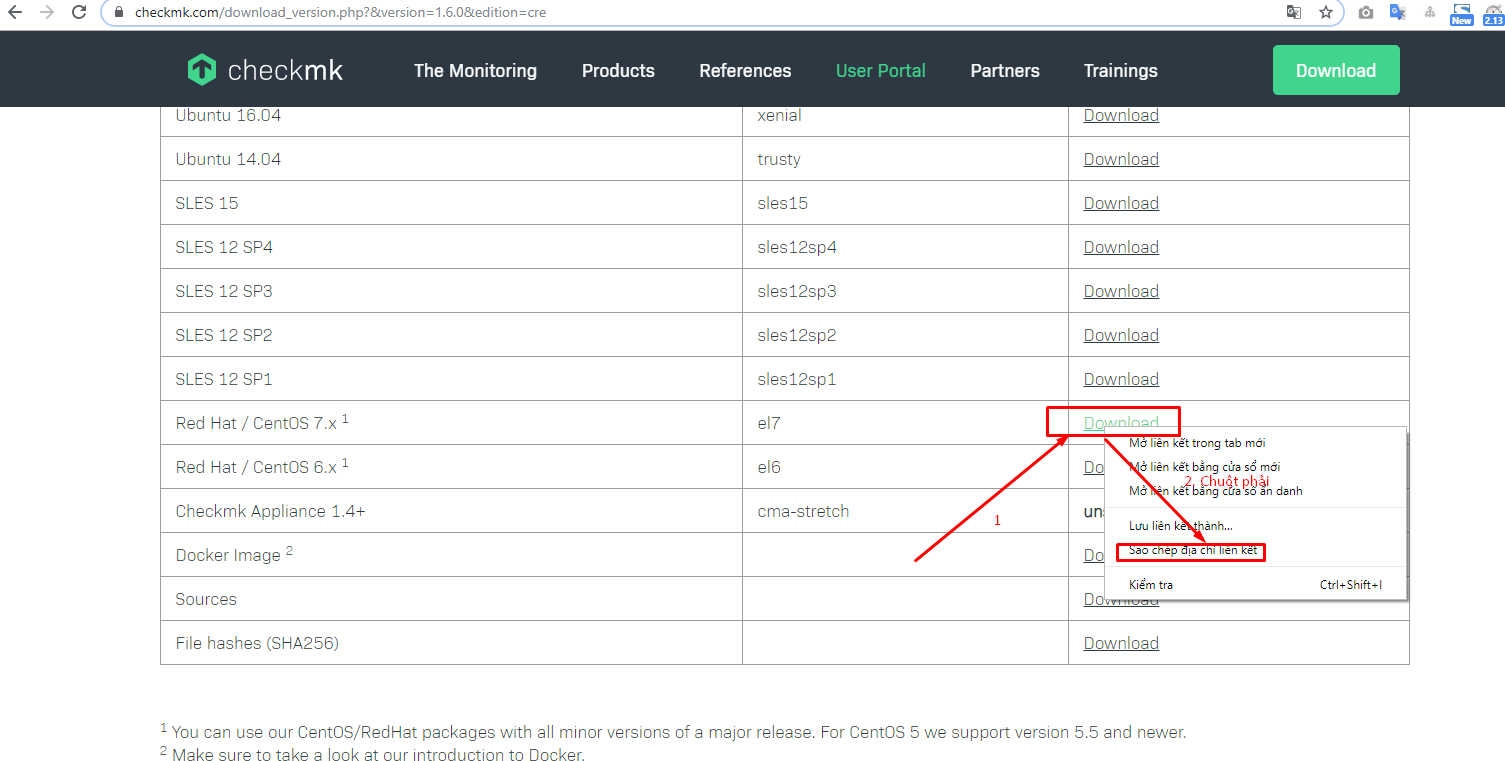 checkmk.com/download_version.php?&version=1.6.0&edition=cre
New
2.13
checkmk
The Monitoring
Products
References
User Portal
Partners
Trainings
Download
Ubuntu 16.04 xenial Download
Ubuntu 14.04 trusty Download
SLES 15 sles15 Download
SLES 12 SP4 sles12sp4 Download
SLES 12 SP3 sles12sp3 Download
SLES 12 SP2 sles12sp2 Download
SLES 12 SP1 sles12sp1 Download
Red Hat / CentOS 7.x 1 el7 Download
Mở liên kết trong tab mới
Red Hat / CentOS 6.x 1 el6 Do
Mở liên kết bằng cửa sổ mới
2. Chuột phải
Mở liên kết bằng cửa sổ ẩn danh
Checkmk Appliance 1.4+ cma-stretch un
1
Lưu liên kết thành...
Docker Image 2 Do
Sao chép địa chỉ liên kết
Kiểm tra Ctrl+Shift+I
Sources Download
File hashes (SHA256) Download
1 You can use our CentOS/RedHat packages with all minor versions of a major release. For CentOS 5 we support version 5.5 and newer.
2 Make sure to take a look at our introduction to Docker.